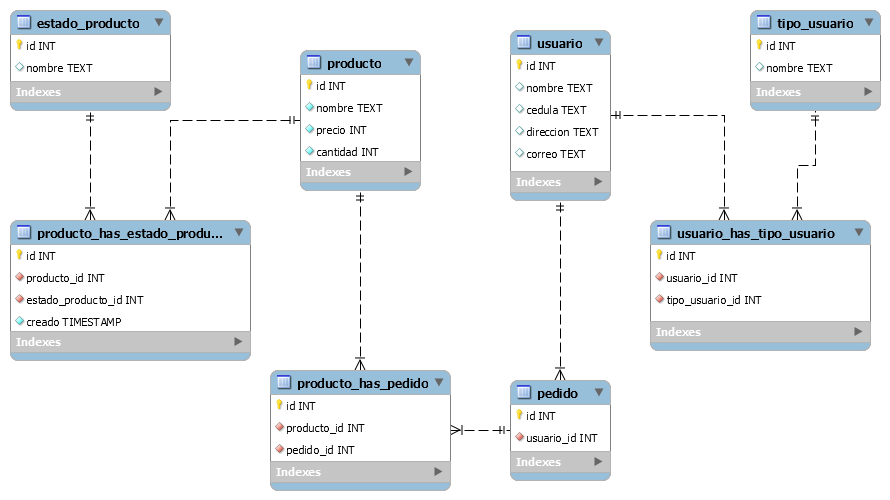 estado_producto
id INT
nombre TEXT
Indexes
producto
id INT
nombre TEXT
precio INT
cantidad INT
Indexes
usuario
id INT
nombre TEXT
cedula TEXT
direccion TEXT
correo TEXT
Indexes
tipo_usuario
id INT
nombre TEXT
Indexes
producto_has_estado_produ...
id INT
producto_id INT
estado_producto_id INT
creado TIMESTAMP
Indexes
usuario_has_tipo_usuario
id INT
usuario_id INT
tipo_usuario_id INT
Indexes
producto_has_pedido
id INT
producto_id INT
pedido_id INT
Indexes
pedido
id INT
usuario_id INT
Indexes